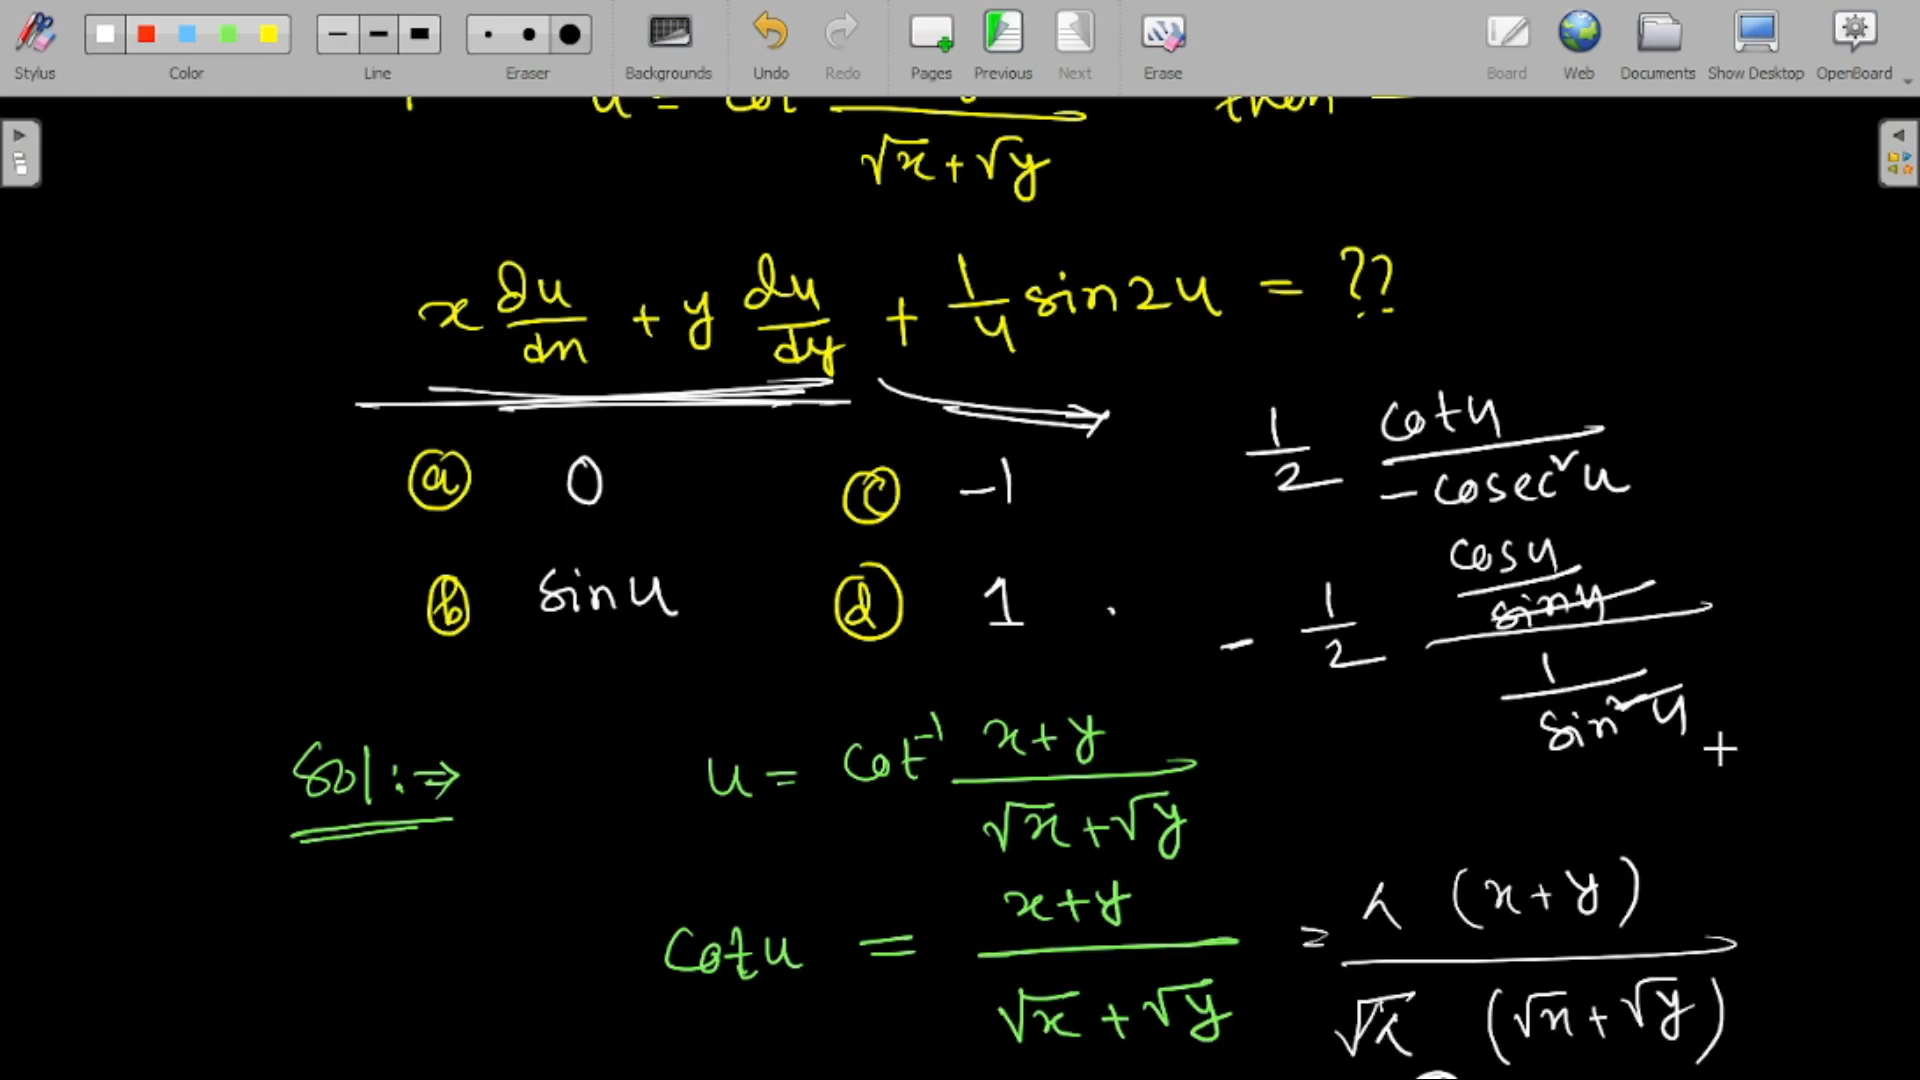 Stylus Color Line Eraser Backgrounds Undo Redo Pages Previous Next Erase Board Web Documents Show Desktop OpenBoard
u = cot then
√x + √y
x ∂u/∂x + y ∂u/∂y + 1/4 sin2u = ??
ⓐ 0 ⓒ -1
ⓑ sinu ⓓ 1 .
1/2 cotu/-cosec²u
- 1/2 (cosu/sinu)/(1/sin²u)
Sol: ⇒ u = cot⁻¹ (x+y)/(√x+√y)
Cotu = (x+y)/(√x+√y) = λ (x+y)/√λ (√x+√y)